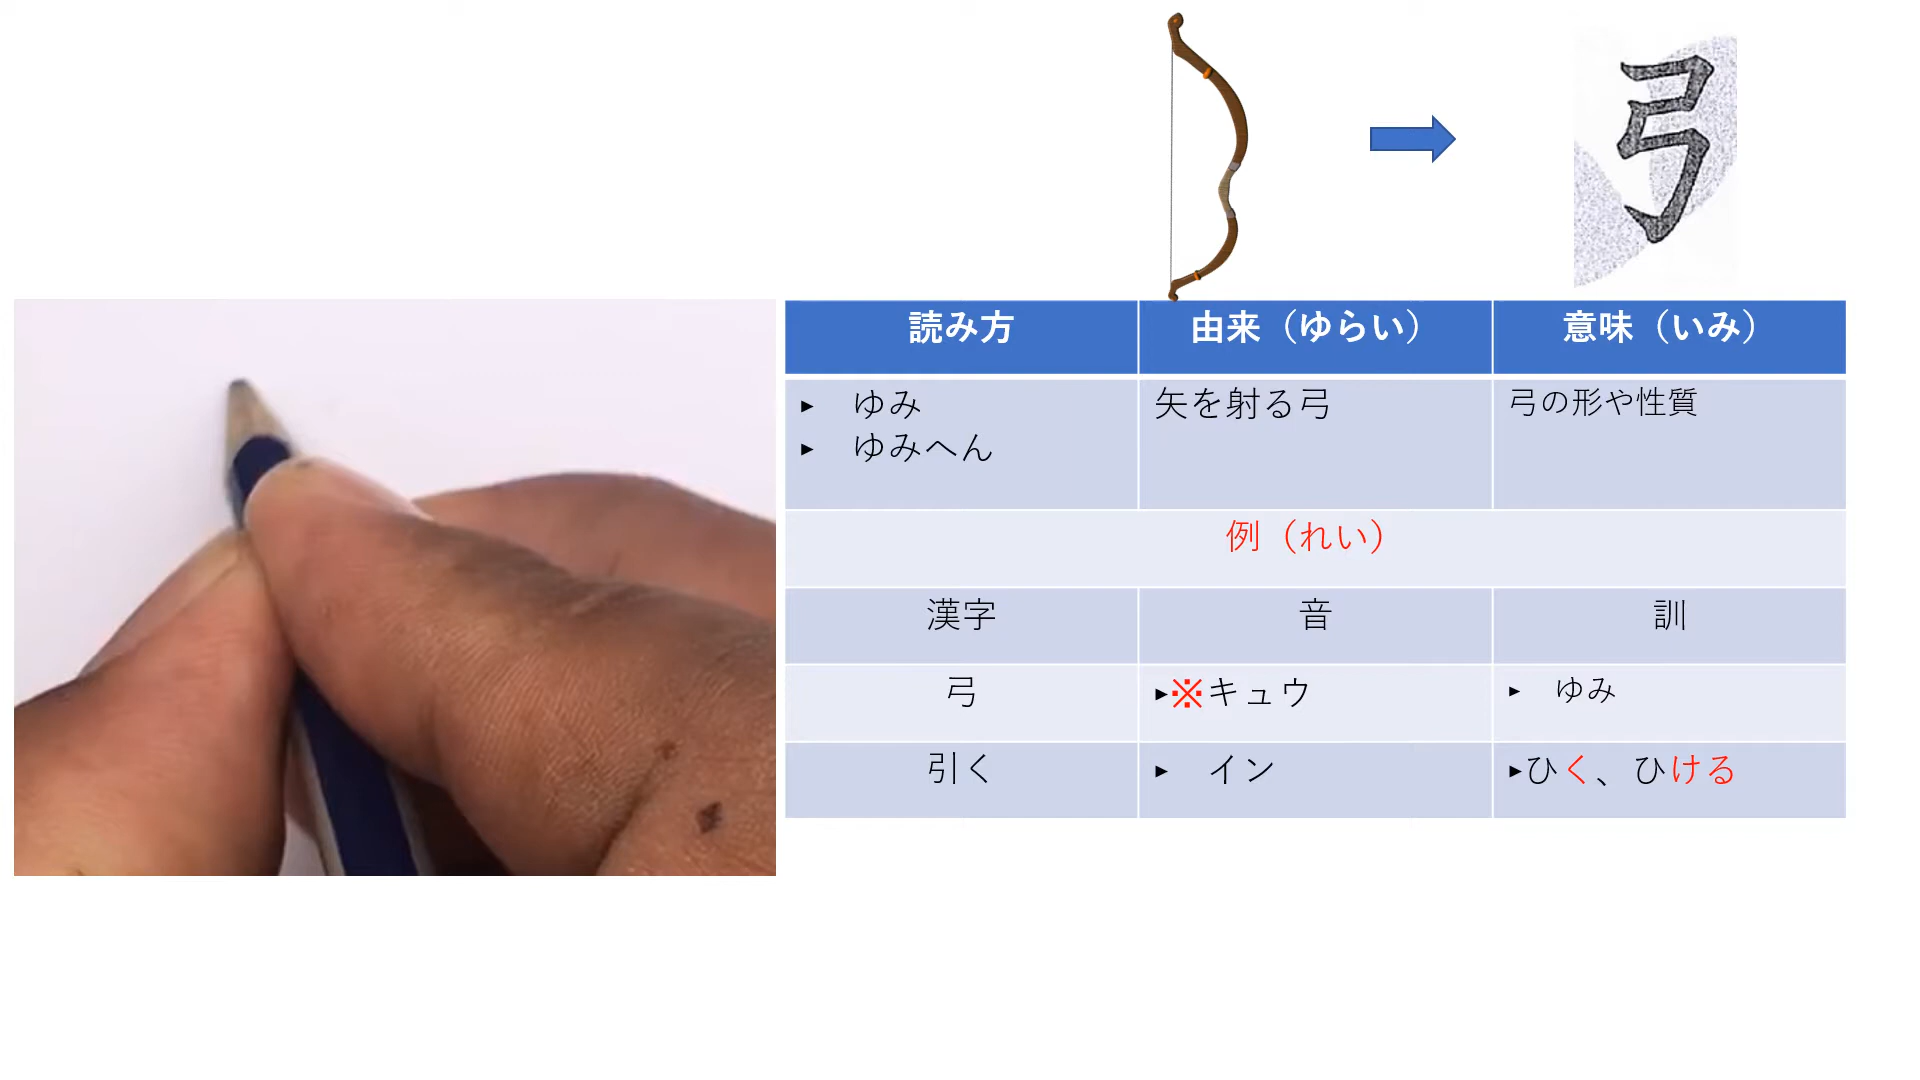 弓
読み方 由来（ゆらい） 意味（いみ）
▸ ゆみ 矢を射る弓 弓の形や性質
▸ ゆみへん
例（れい）
漢字 音 訓
弓 ▸※キュウ ▸ ゆみ
引く ▸ イン ▸ひく、ひける